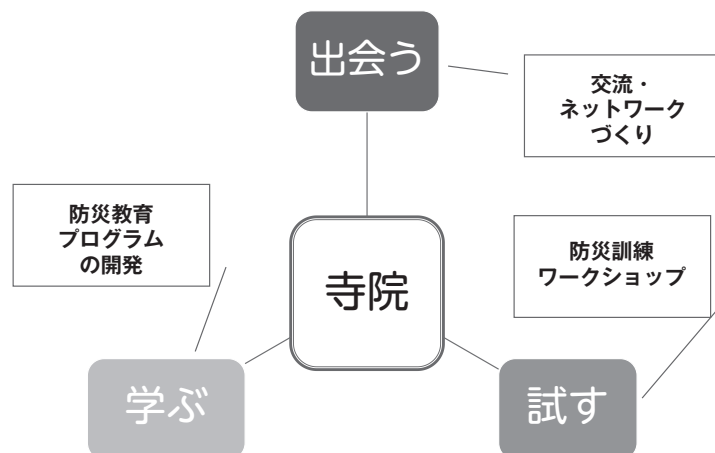 出会う
交流・
ネットワーク
づくり
防災教育
プログラム
の開発
寺院
防災訓練
ワークショップ
学ぶ
試す